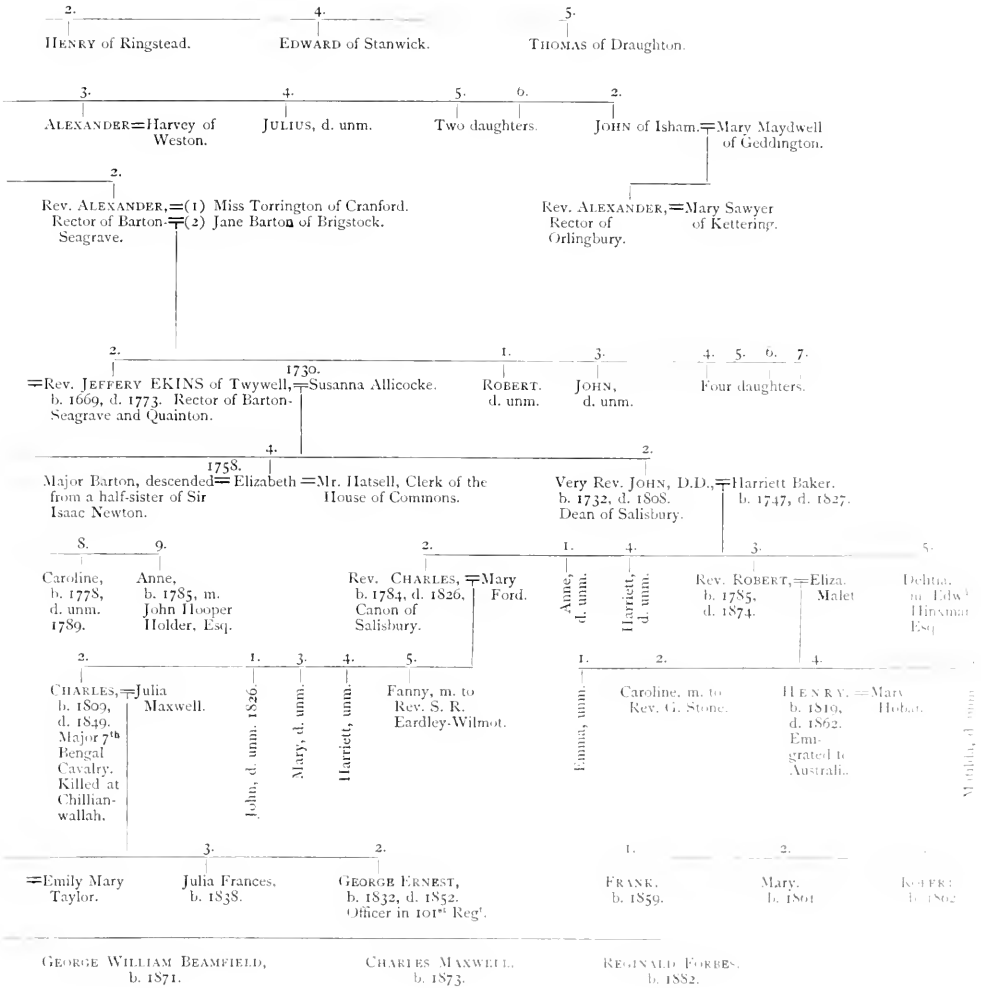 2. 4. 5.
HENRY of Ringstead. EDWARD of Stanwick. THOMAS of Draughton.
3. 4. 5. 6. 2.
ALEXANDER=Harvey of Weston.
JULIUS, d. unm.
Two daughters.
JOHN of Isham.=Mary Maydwell of Geddington.
2.
Rev. ALEXANDER,=(1) Miss Torrington of Cranford.
Rector of Barton-=(2) Jane Barton of Brigstock.
Seagrave.
Rev. ALEXANDER,=Mary Sawyer
Rector of of Kettering.
Orlingbury.
2. 1. 3. 4. 5. 6. 7.
1730.
=Rev. JEFFERY EKINS of Twywell,=Susanna Allicocke.
b. 1669, d. 1773. Rector of Barton-
Seagrave and Quainton.
ROBERT.
d. unm.
JOHN,
d. unm.
Four daughters.
4. 2.
1758.
Major Barton, descended=Elizabeth=Mr. Hatsell, Clerk of the
from a half-sister of Sir House of Commons.
Isaac Newton.
Very Rev. JOHN, D.D.,=Harriett Baker.
b. 1732, d. 1808. b. 1747, d. 1827.
Dean of Salisbury.
8. 9. 2. 1. 4. 3. 5.
Caroline,
b. 1778,
d. unm.
1789.
Anne,
b. 1785, m.
John Hooper
Holder, Esq.
Rev. CHARLES,=Mary
b. 1784, d. 1826, Ford.
Canon of
Salisbury.
Anne,
d. unm.
Harriett,
d. unm.
Rev. ROBERT,=Eliza.
b. 1785, Malet
d. 1874.
m. Edwd
Esq
2. 1. 3. 4. 5. 1. 2. 4.
CHARLES,=Julia
b. 1809, Maxwell.
d. 1849.
Major 7th
Bengal
Cavalry.
Killed at
Chillian-
wallah.
John, d. unm. 1826.
Mary, d. unm.
Harriett, unm.
Fanny, m. to
Rev. S. R.
Eardley-Wilmot.
Emma, unm.
Caroline, m. to
Rev. G. Stone.
HENRY.=Mary
b. 1819, Hobat.
d. 1862.
Emi-
grated to
Australi
d. unm
3. 2. 1. 2.
=Emily Mary
Taylor.
Julia Frances,
b. 1838.
GEORGE ERNEST,
b. 1832, d. 1852.
Officer in 101st Regt.
FRANK.
b. 1859.
Mary.
b. 1861
b. 1862
GEORGE WILLIAM BEAMFIELD, CHARLES MAXWELL, REGINALD FORBES.
b. 1871. b. 1873. b. 1882.